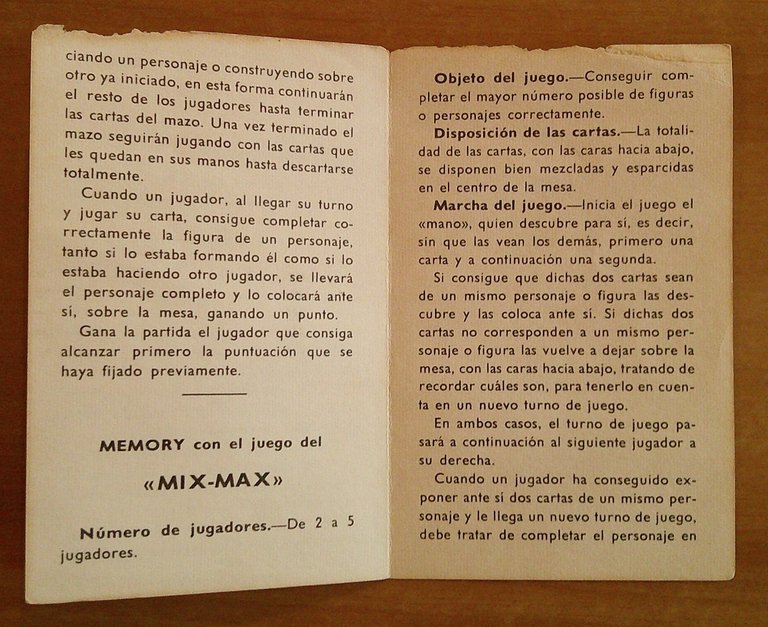 ciando un personaje o construyendo sobre
otro ya iniciado, en esta forma continuarán
el resto de los jugadores hasta terminar
las cartas del mazo. Una vez terminado el
mazo seguirán jugando con las cartas que
les quedan en sus manos hasta descartarse
totalmente.
Cuando un jugador, al llegar su turno
y jugar su carta, consigue completar co-
rrectamente la figura de un personaje,
tanto si lo estaba formando él como si lo
estaba haciendo otro jugador, se llevará
el personaje completo y lo colocará ante
sí, sobre la mesa, ganando un punto.
Gana la partida el jugador que consiga
alcanzar primero la puntuación que se
haya fijado previamente.
MEMORY con el juego del
«MIX-MAX»
Número de jugadores.—De 2 a 5
jugadores.
Objeto del juego.—Conseguir com-
pletar el mayor número posible de figuras
o personajes correctamente.
Disposición de las cartas.—La totali-
dad de las cartas, con las caras hacia abajo,
se disponen bien mezcladas y esparcidas
en el centro de la mesa.
Marcha del juego.—Inicia el juego el
«mano», quien descubre para sí, es decir,
sin que las vean los demás, primero una
carta y a continuación una segunda.
Si consigue que dichas dos cartas sean
de un mismo personaje o figura las des-
cubre y las coloca ante sí. Si dichas dos
cartas no corresponden a un mismo per-
sonaje o figura las vuelve a dejar sobre la
mesa, con las caras hacia abajo, tratando de
recordar cuáles son, para tenerlo en cuen-
ta en un nuevo turno de juego.
En ambos casos, el turno de juego pa-
sará a continuación al siguiente jugador a
su derecha.
Cuando un jugador ha conseguido ex-
poner ante sí dos cartas de un mismo per-
sonaje y le llega un nuevo turno de juego,
debe tratar de completar el personaje en